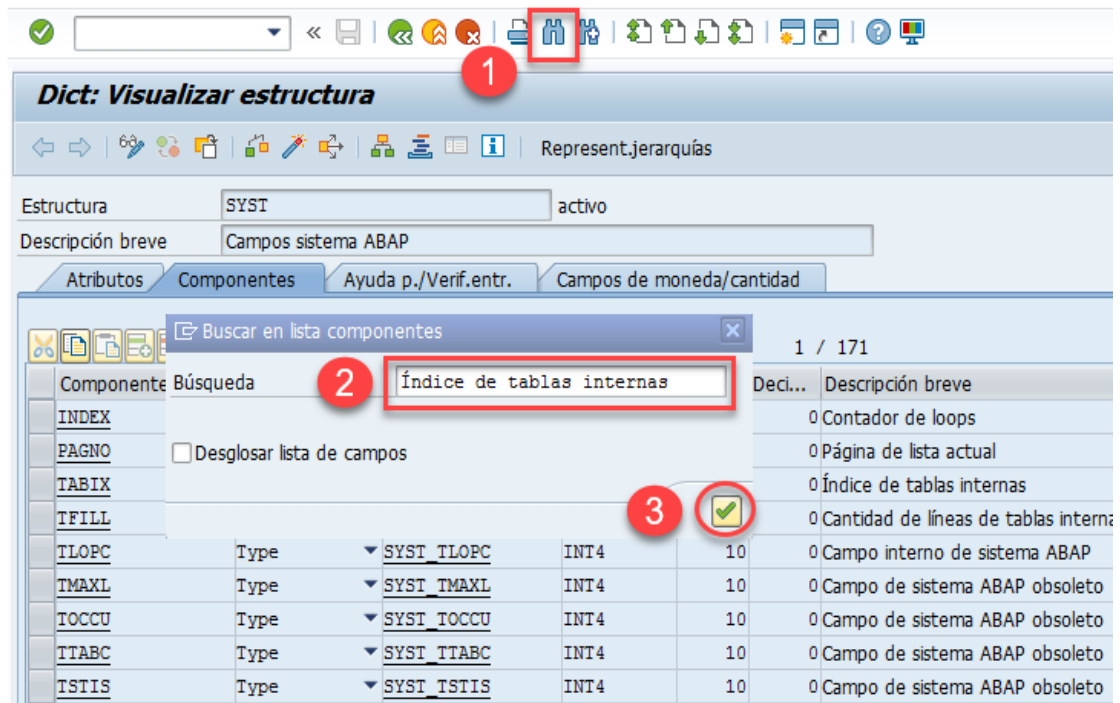 1
Dict: Visualizar estructura
Represent.jerarquías
Estructura SYST activo
Descripción breve Campos sistema ABAP
Atributos Componentes Ayuda p./Verif.entr. Campos de moneda/cantidad
Buscar en lista componentes
1 / 171
Componente Búsqueda 2 Índice de tablas internas Deci... Descripción breve
INDEX 0 Contador de loops
PAGNO Desglosar lista de campos 0 Página de lista actual
TABIX 0 Índice de tablas internas
TFILL 3 0 Cantidad de líneas de tablas interna
TLOPC Type SYST_TLOPC INT4 10 0 Campo interno de sistema ABAP
TMAXL Type SYST_TMAXL INT4 10 0 Campo de sistema ABAP obsoleto
TOCCU Type SYST_TOCCU INT4 10 0 Campo de sistema ABAP obsoleto
TTABC Type SYST_TTABC INT4 10 0 Campo de sistema ABAP obsoleto
TSTIS Type SYST_TSTIS INT4 10 0 Campo de sistema ABAP obsoleto